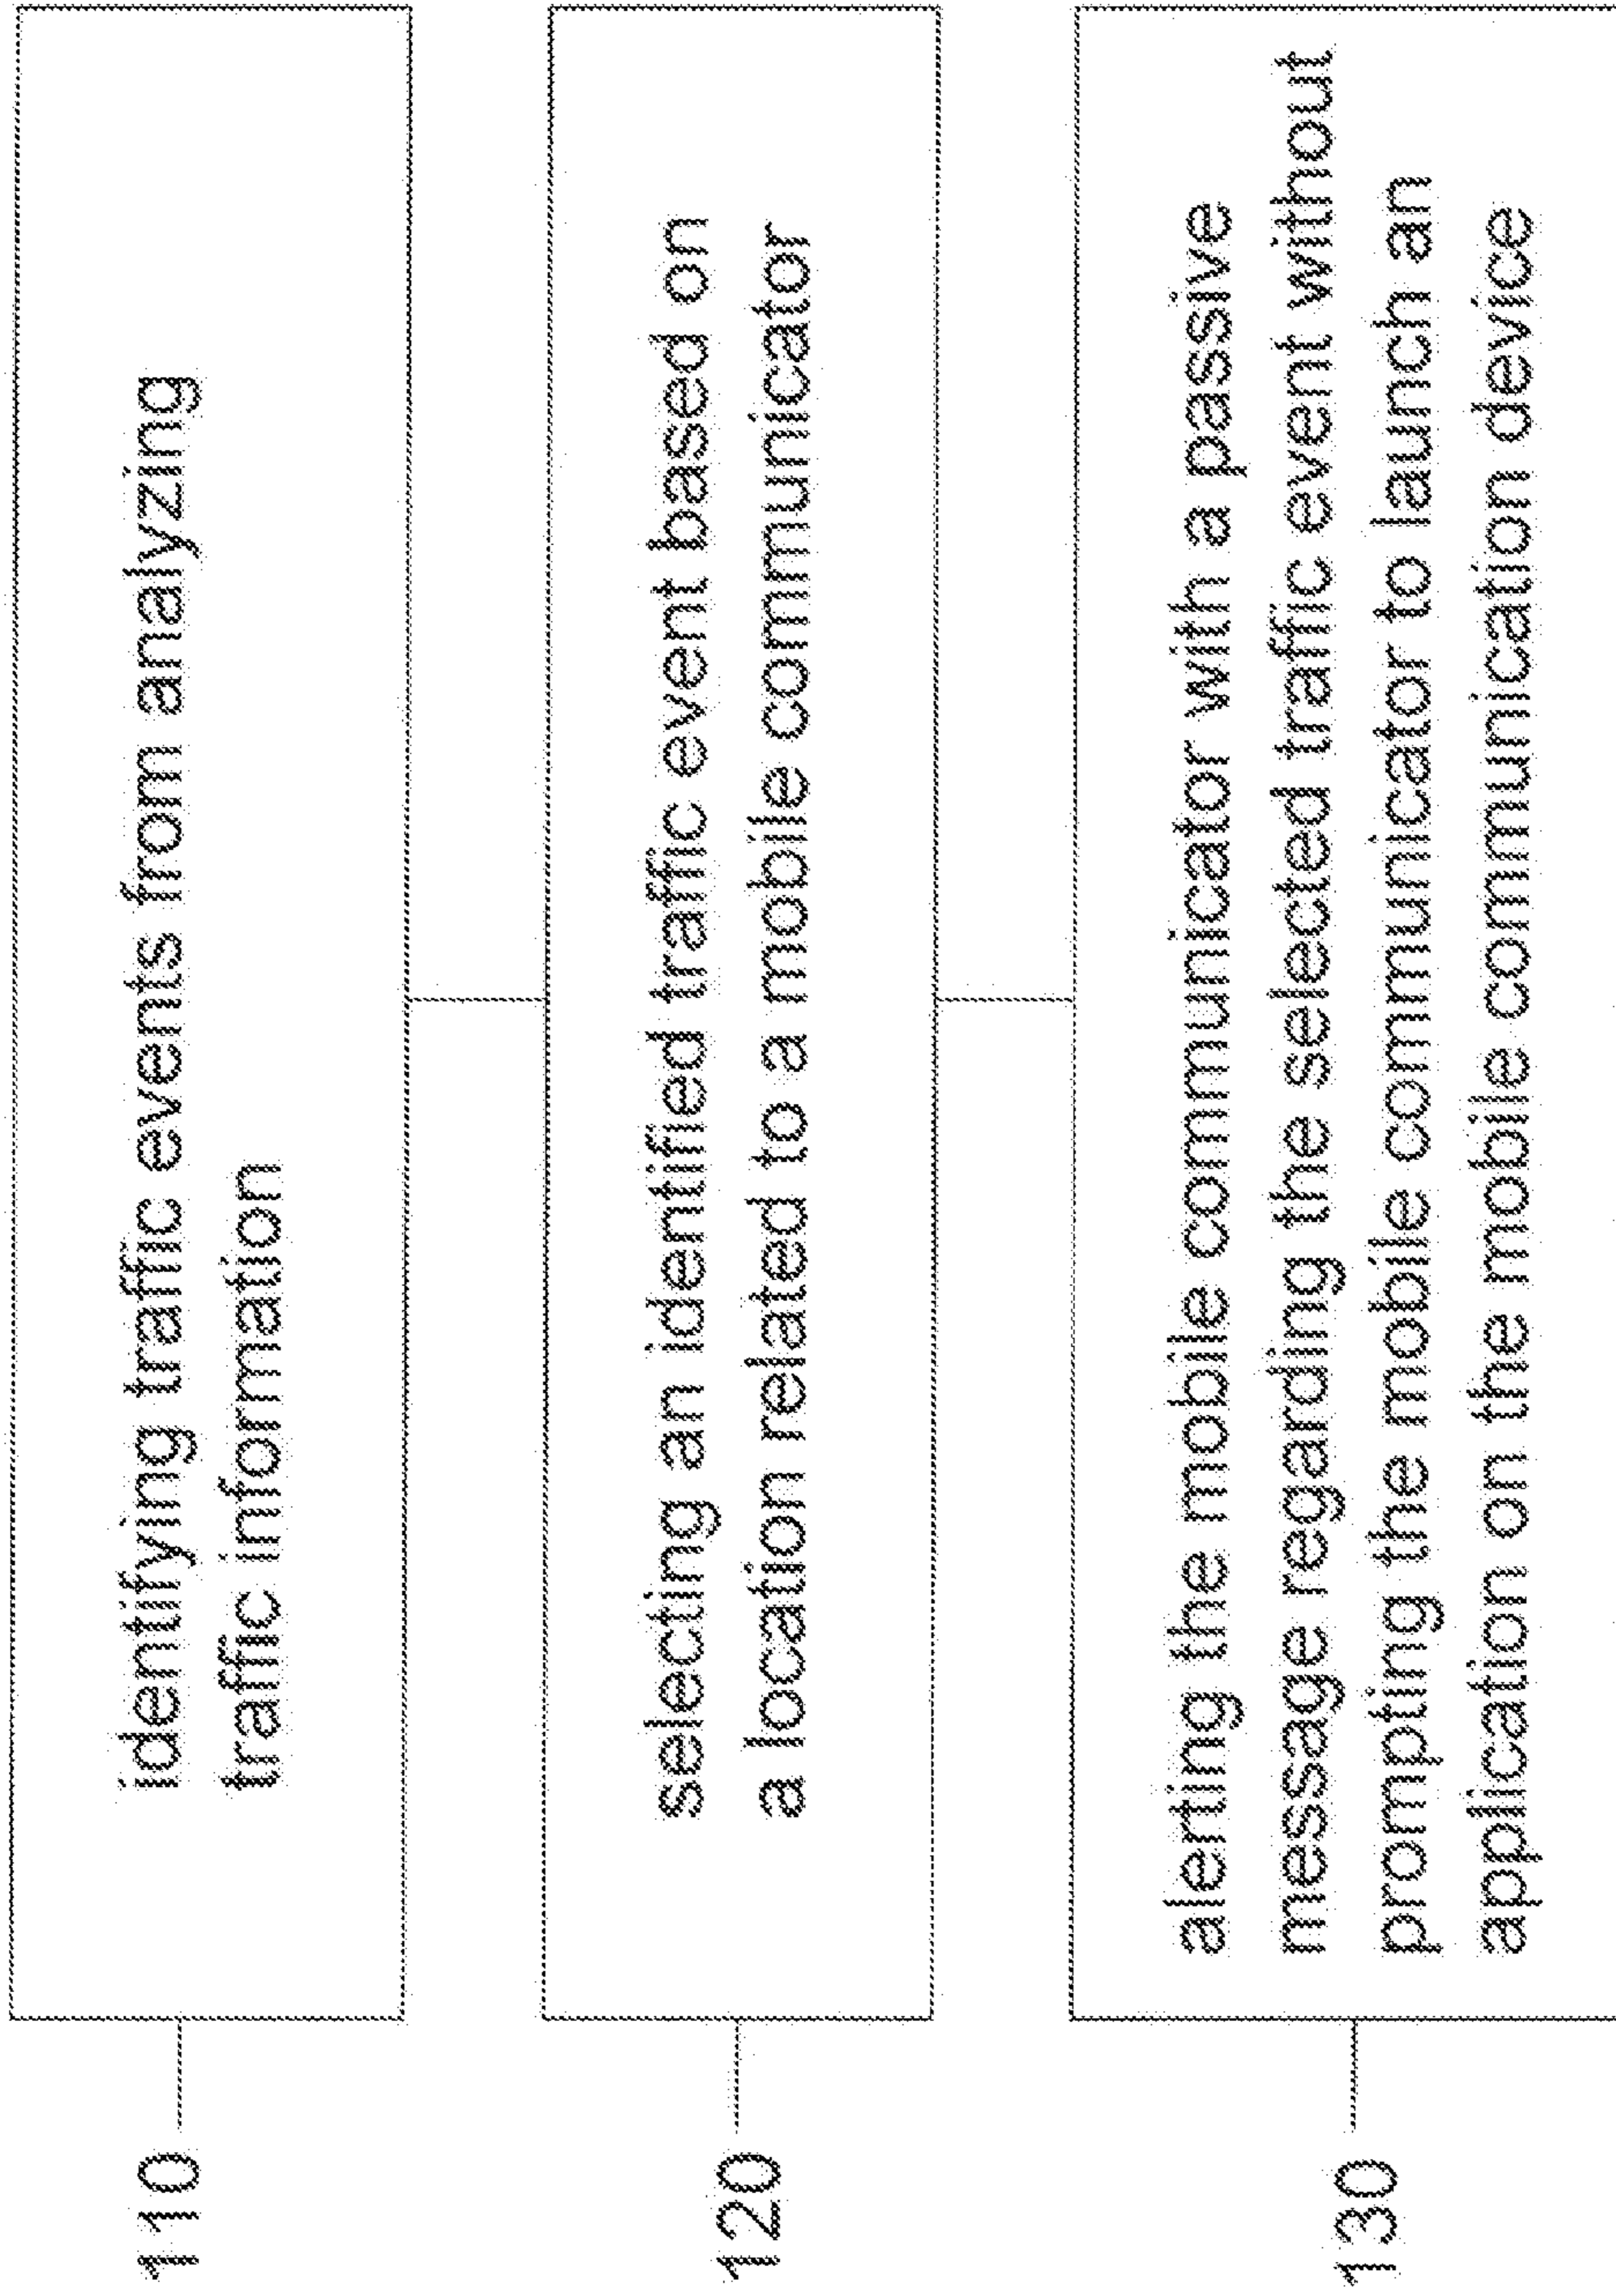 110
identifying traffic events from analyzing
traffic information
120
selecting an identified traffic event based on
a location related to a mobile communicator
130
alerting the mobile communicator with a passive
message regarding the selected traffic event without
prompting the mobile communicator to launch an
application on the mobile communication device